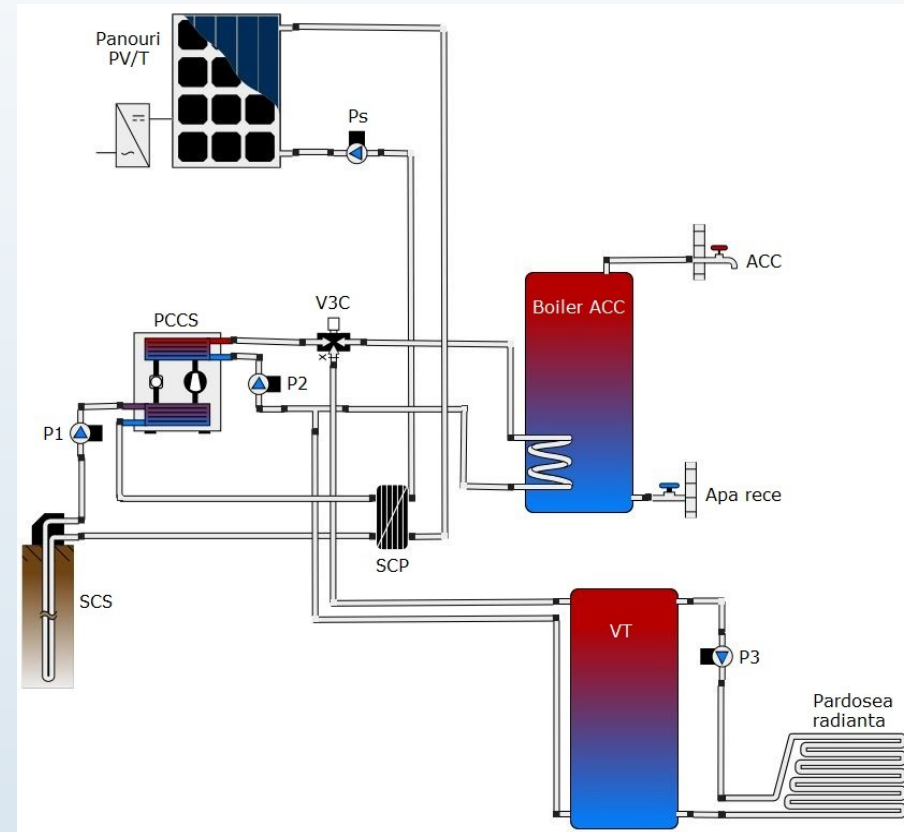 Panouri
PV/T
Ps
ACC
V3C
Boiler ACC
PCCS
P2
P1
Apa rece
SCP
SCS
VT
P3
Pardosea
radianta